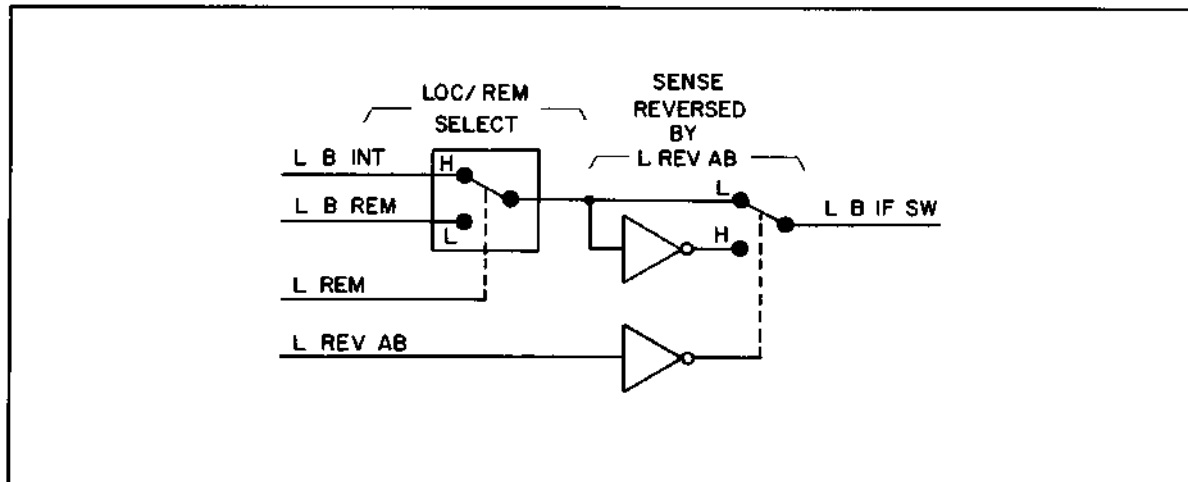 LOC/REM
SELECT
SENSE
REVERSED
BY
L REV AB
L B INT
H
L B REM
L
L
H
L B IF SW
L REM
L REV AB